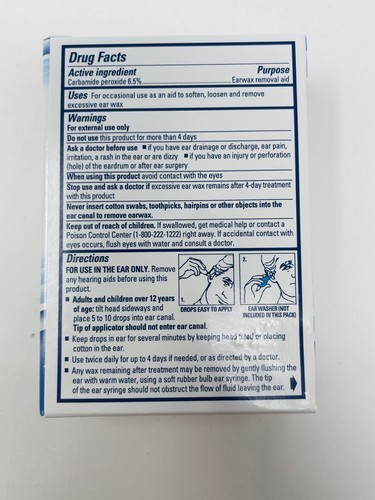 Drug Facts
Active ingredient Purpose
Carbamide peroxide 6.5% Earwax removal aid
Uses For occasional use as an aid to soften, loosen and remove
excessive ear wax
Warnings
For external use only
Do not use this product for more than 4 days
Ask a doctor before use ■ if you have ear drainage or discharge, ear pain,
irritation, a rash in the ear or are dizzy ■ if you have an injury or perforation
(hole) of the eardrum or after ear surgery
When using this product avoid contact with the eyes
Stop use and ask a doctor if excessive ear wax remains after 4-day treatment
with this product
Never insert cotton swabs, toothpicks, hairpins or other objects into the
ear canal to remove earwax.
Keep out of reach of children. If swallowed, get medical help or contact a
Poison Control Center (1-800-222-1222) right away. If accidental contact with
eyes occurs, flush eyes with water and consult a doctor.
Directions
FOR USE IN THE EAR ONLY. Remove
any hearing aids before using this
product.
■ Adults and children over 12 years
of age: tilt head sideways and
place 5 to 10 drops into ear canal.
Tip of applicator should not enter ear canal.
1.
DROPS EASY TO APPLY
2.
EAR WASHER (NOT
INCLUDED IN THIS PACK)
■ Keep drops in ear for several minutes by keeping head tilted or placing
cotton in the ear.
■ Use twice daily for up to 4 days if needed, or as directed by a doctor.
■ Any wax remaining after treatment may be removed by gently flushing the
ear with warm water, using a soft rubber bulb ear syringe. The tip
of the ear syringe should not obstruct the flow of fluid leaving the ear.